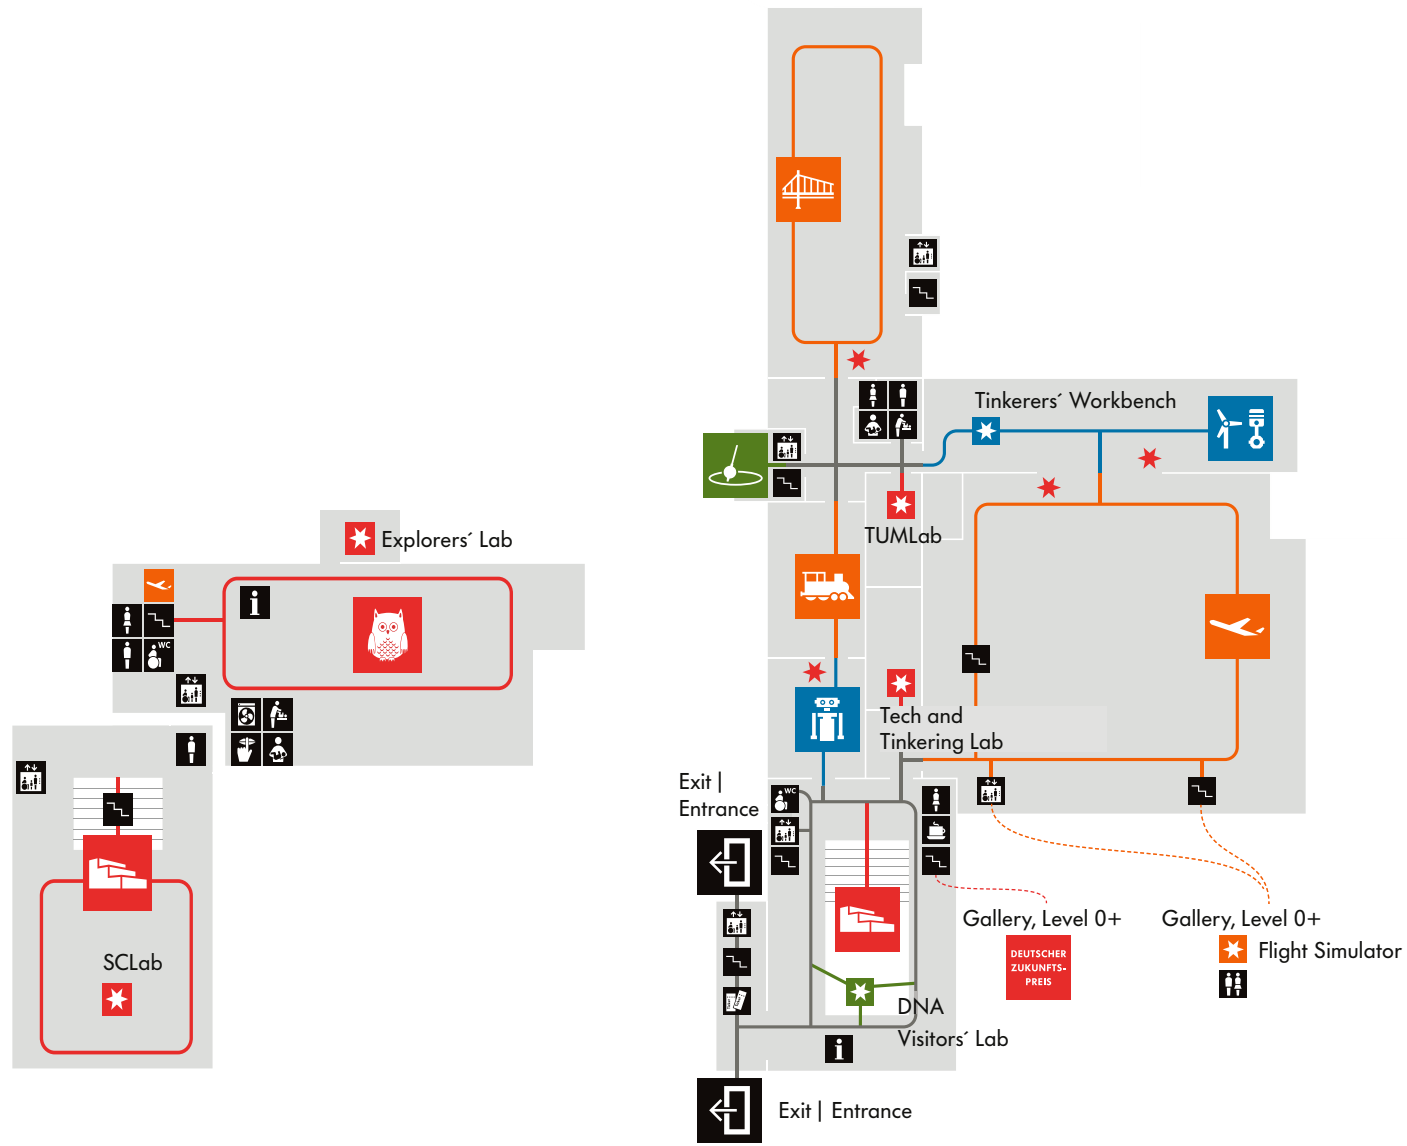 Tinkerers´ Workbench
TUMLab
Explorers´ Lab
i
WC
Tech and
Tinkering Lab
Exit |
Entrance
WC
Gallery, Level 0+
DEUTSCHER
ZUKUNFTS-
PREIS
Gallery, Level 0+
Flight Simulator
SCLab
DNA
Visitors´ Lab
i
Exit | Entrance